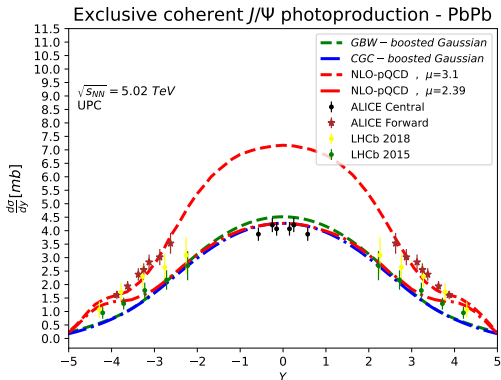 Exclusive coherent J/Ψ photoproduction - PbPb
11.5
11.0
10.5
10.0
9.5
9.0
8.5
8.0
7.5
7.0
6.5
6.0
5.5
5.0
4.5
4.0
3.5
3.0
2.5
2.0
1.5
1.0
0.5
0.0
dσ/dy [mb]
√sNN = 5.02 TeV
UPC
GBW − boosted Gaussian
CGC − boosted Gaussian
NLO-pQCD , μ=3.1
NLO-pQCD , μ=2.39
ALICE Central
ALICE Forward
LHCb 2018
LHCb 2015
−5 −4 −3 −2 −1 0 1 2 3 4 5
Y